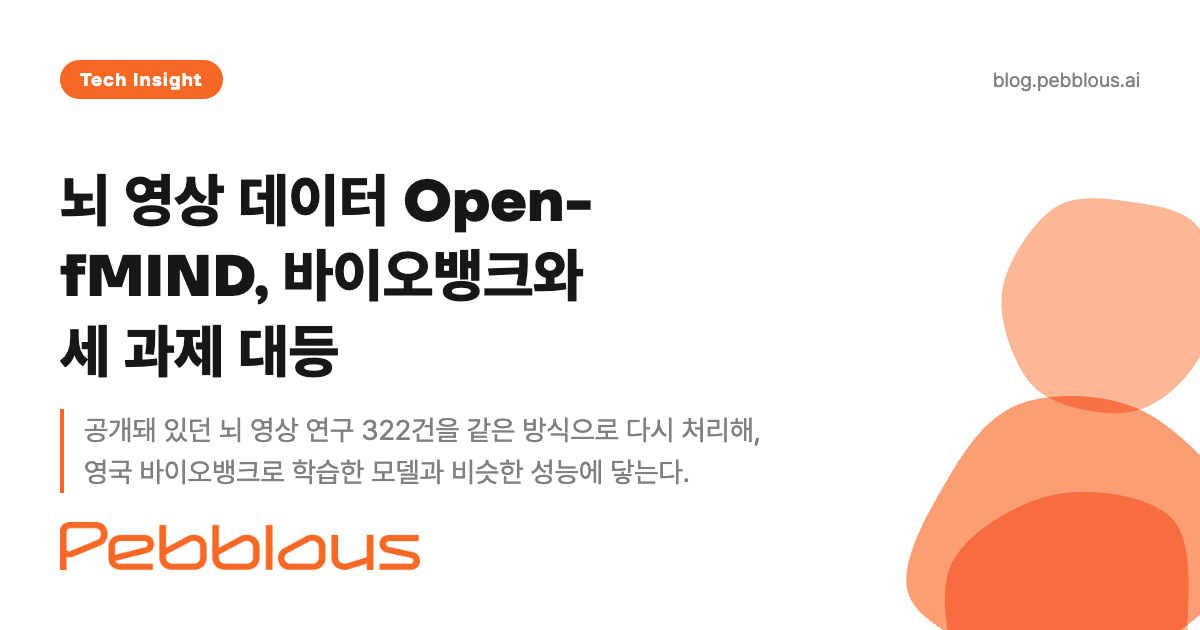 Tech Insight
blog.pebblous.ai
뇌 영상 데이터 Open-
fMIND, 바이오뱅크와
세 과제 대등
공개돼 있던 뇌 영상 연구 322건을 같은 방식으로 다시 처리해,
영국 바이오뱅크로 학습한 모델과 비슷한 성능에 닿는다.
Pebblous